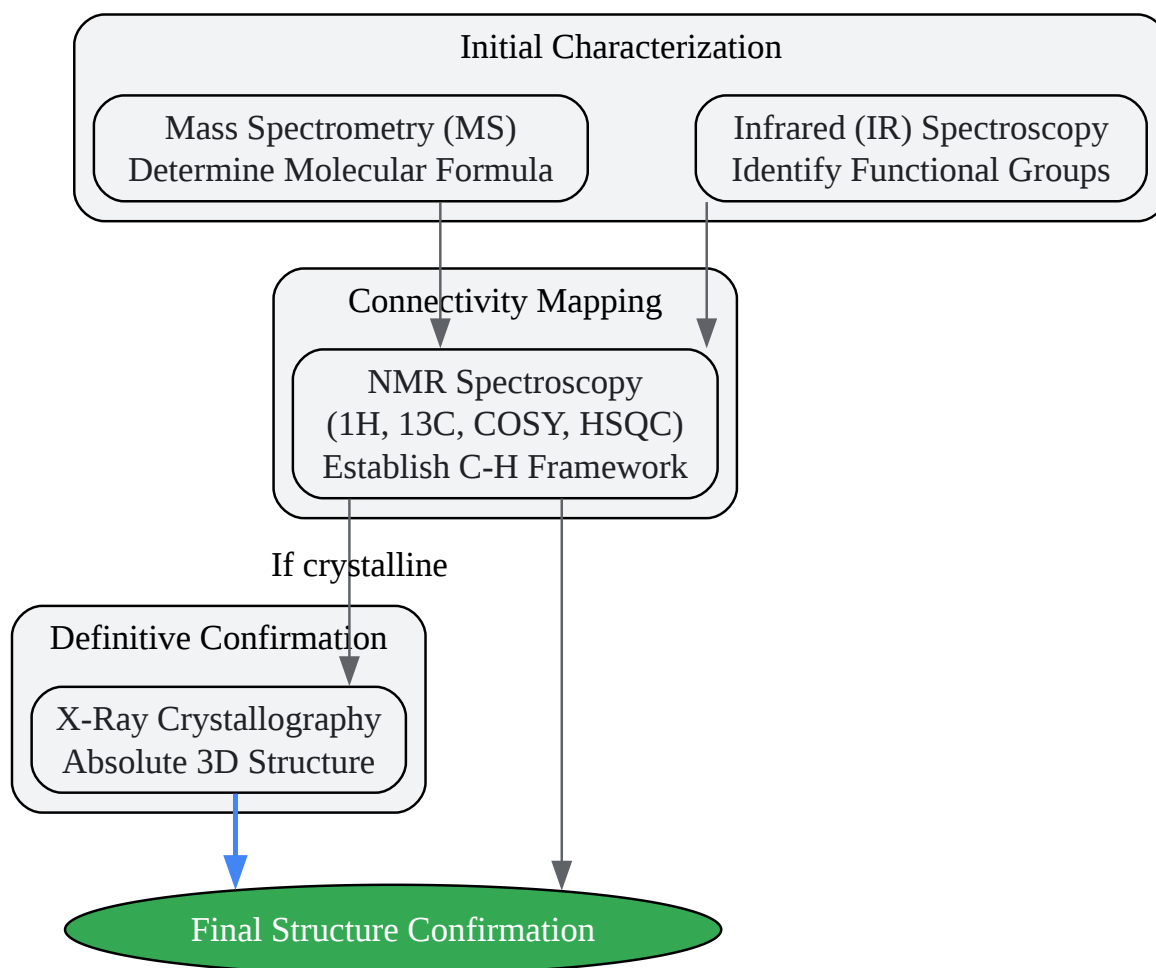 Initial Characterization
Mass Spectrometry (MS)
Determine Molecular Formula
Infrared (IR) Spectroscopy
Identify Functional Groups
Connectivity Mapping
NMR Spectroscopy
(1H, 13C, COSY, HSQC)
Establish C-H Framework
If crystalline
Definitive Confirmation
X-Ray Crystallography
Absolute 3D Structure
Final Structure Confirmation